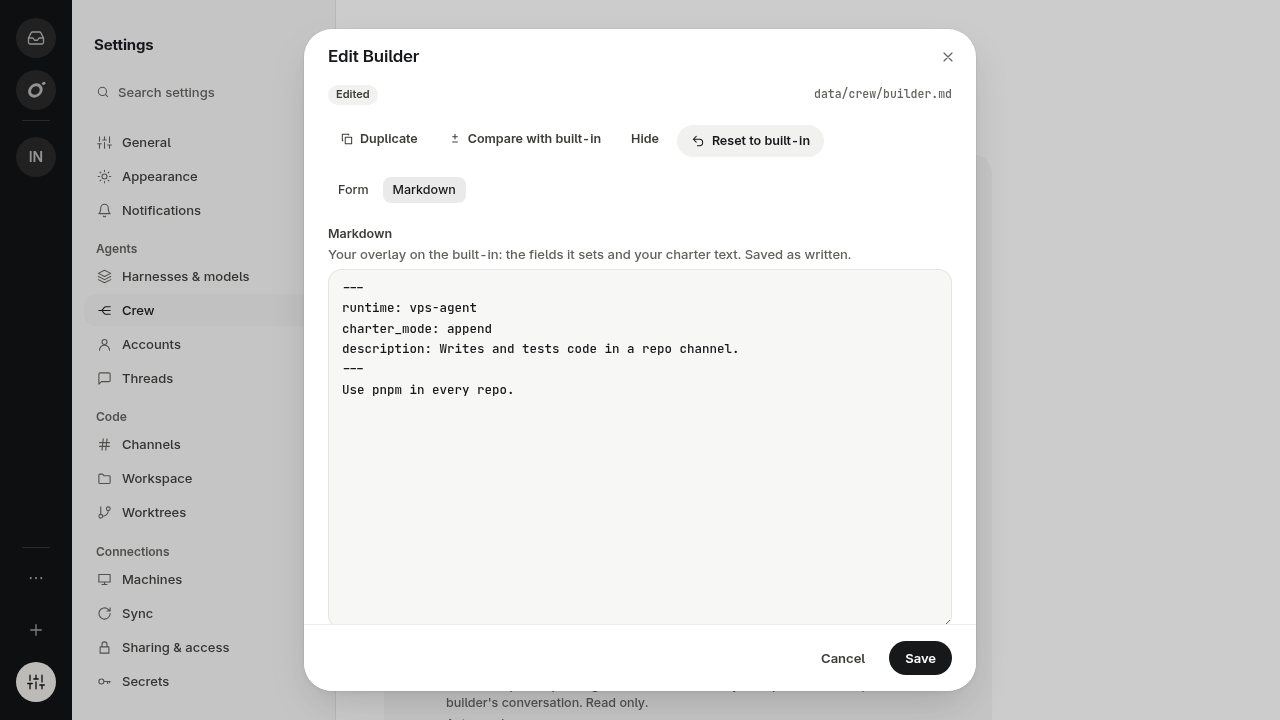 Settings
Search settings
IN
General
Appearance
Notifications
Agents
Harnesses & models
Crew
Accounts
Threads
Code
Channels
Workspace
Worktrees
Connections
Machines
Sync
Sharing & access
Secrets
Edit Builder
Edited
data/crew/builder.md
Duplicate
Compare with built-in
Hide
Reset to built-in
Form
Markdown
Markdown
Your overlay on the built-in: the fields it sets and your charter text. Saved as written.
---
runtime: vps-agent
charter_mode: append
description: Writes and tests code in a repo channel.
---
Use pnpm in every repo.
Cancel
Save
builder's conversation. Read only.